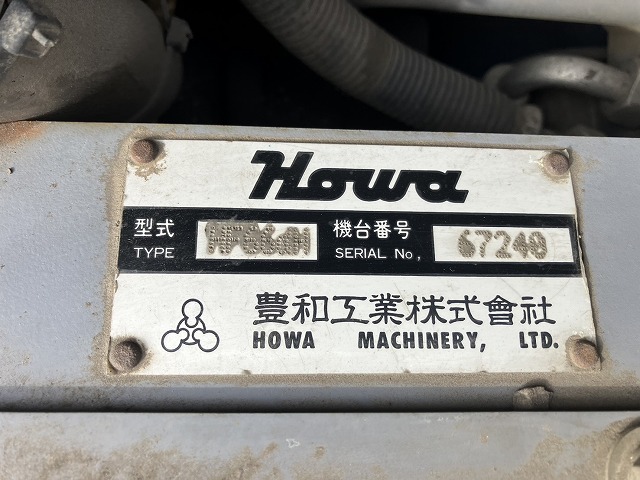 Howa
型式 機台番号
TYPE SERIAL No, 67240
豊和工業株式會社
HOWA MACHINERY, LTD.